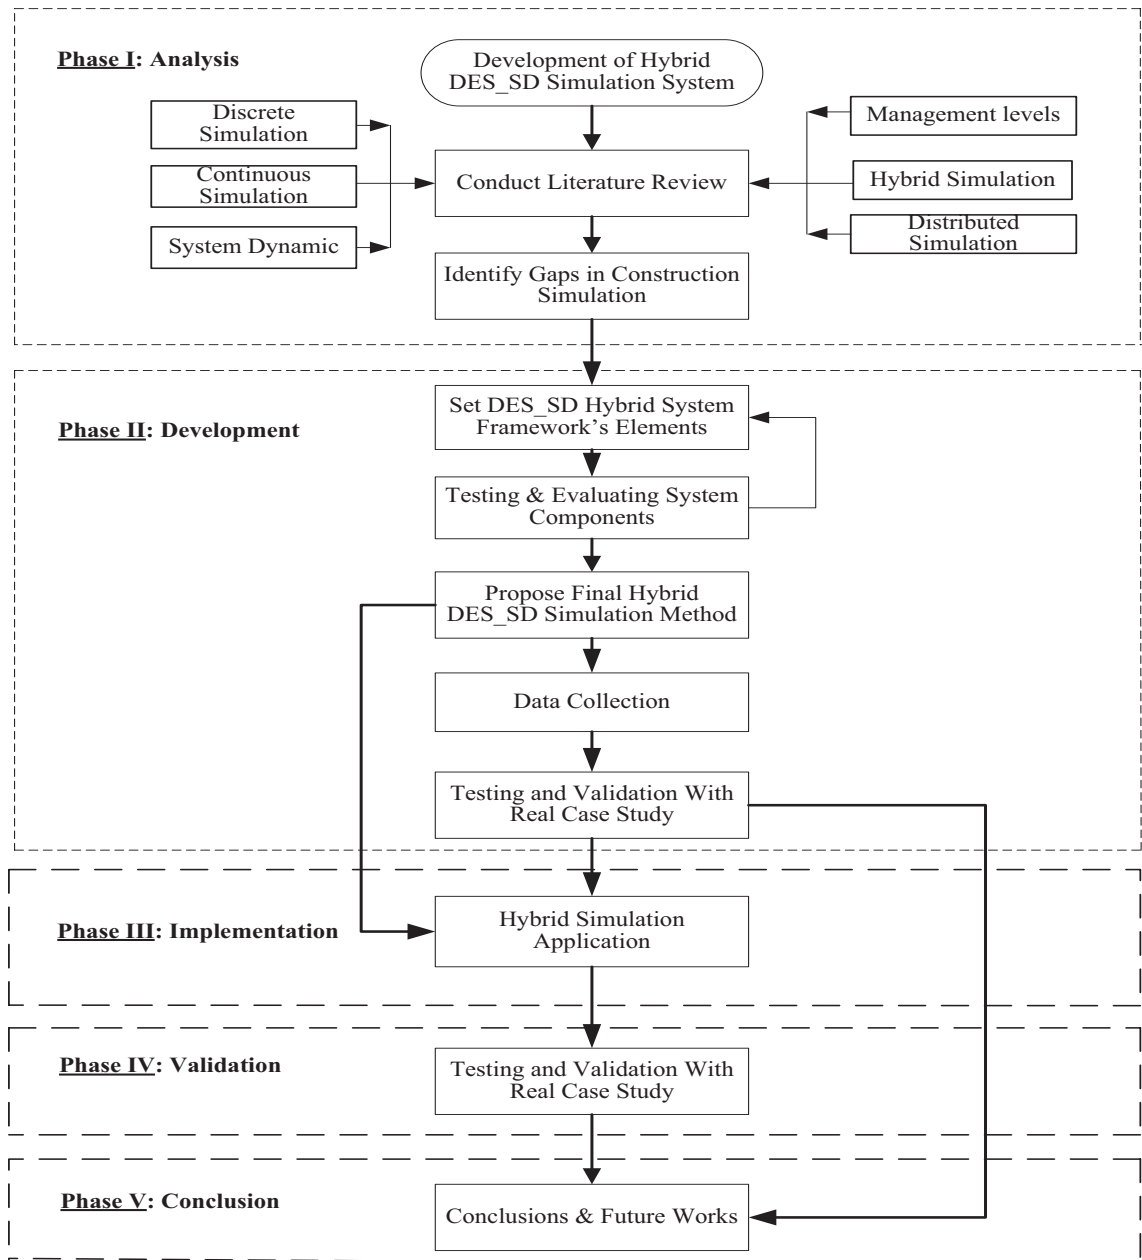 Phase I: Analysis
Development of Hybrid
DES_SD Simulation System
Discrete
Simulation
Continuous
Simulation
System Dynamic
Conduct Literature Review
Management levels
Hybrid Simulation
Distributed
Simulation
Identify Gaps in Construction
Simulation
Phase II: Development
Set DES_SD Hybrid System
Framework's Elements
Testing & Evaluating System
Components
Propose Final Hybrid
DES_SD Simulation Method
Data Collection
Testing and Validation With
Real Case Study
Phase III: Implementation
Hybrid Simulation
Application
Phase IV: Validation
Testing and Validation With
Real Case Study
Phase V: Conclusion
Conclusions & Future Works